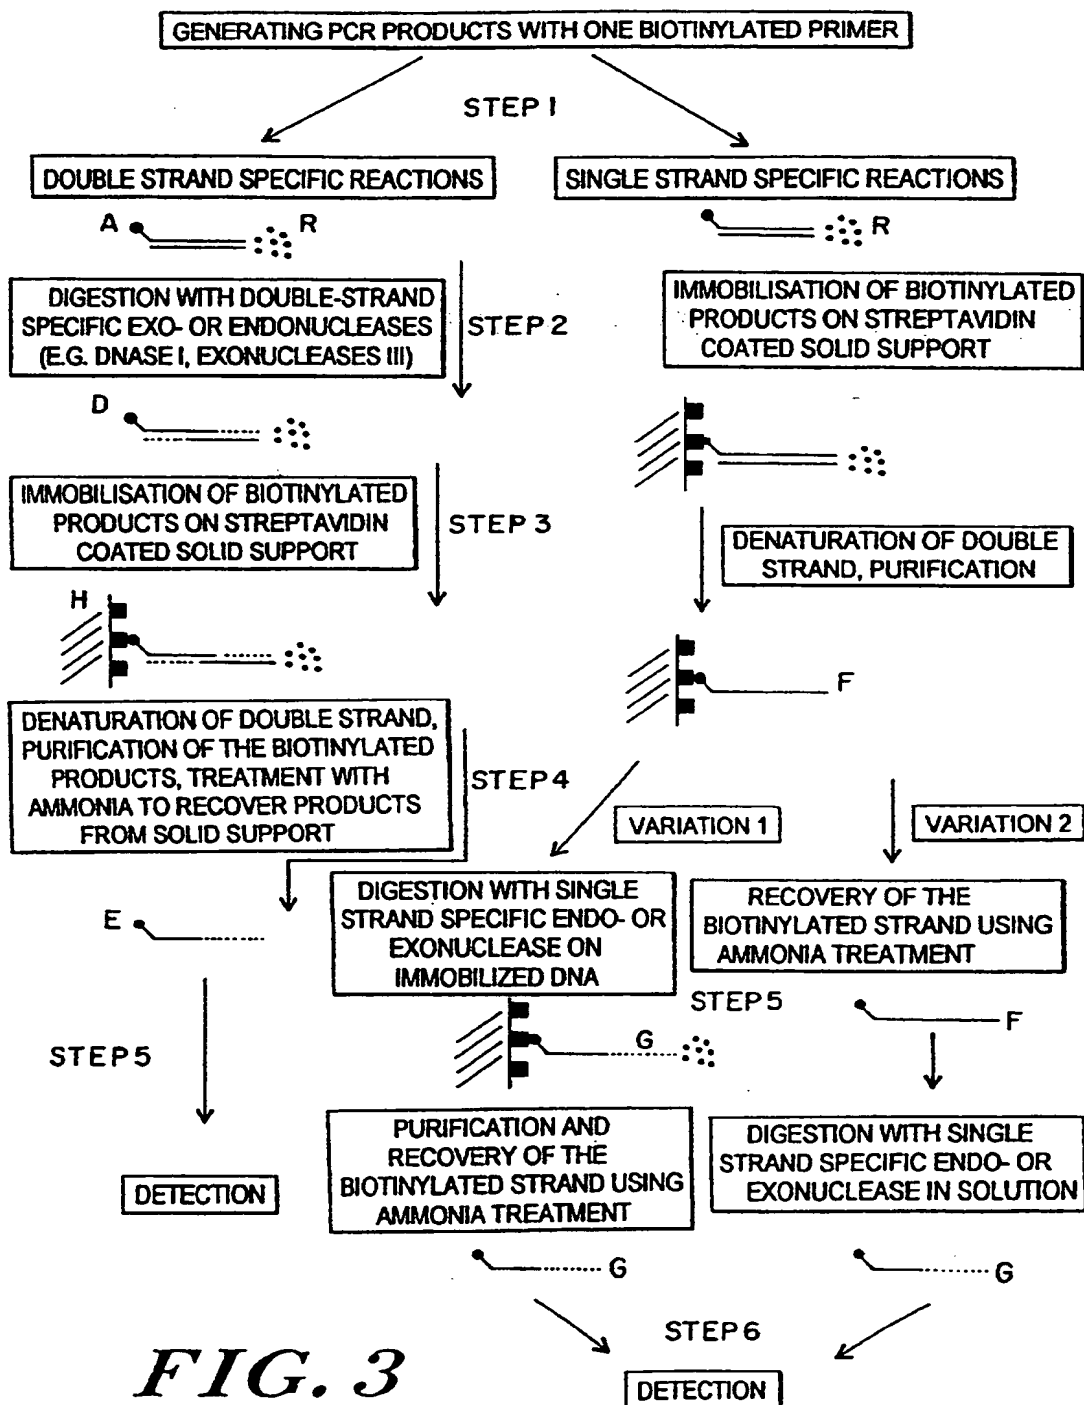 GENERATING PCR PRODUCTS WITH ONE BIOTINYLATED PRIMER
STEP 1
DOUBLE STRAND SPECIFIC REACTIONS
SINGLE STRAND SPECIFIC REACTIONS
A
R
R
DIGESTION WITH DOUBLE-STRAND
SPECIFIC EXO- OR ENDONUCLEASES
(E.G. DNASE I, EXONUCLEASES III)
STEP 2
IMMOBILISATION OF BIOTINYLATED
PRODUCTS ON STREPTAVIDIN
COATED SOLID SUPPORT
D
IMMOBILISATION OF BIOTINYLATED
PRODUCTS ON STREPTAVIDIN
COATED SOLID SUPPORT
STEP 3
DENATURATION OF DOUBLE
STRAND, PURIFICATION
H
F
DENATURATION OF DOUBLE STRAND,
PURIFICATION OF THE BIOTINYLATED
PRODUCTS, TREATMENT WITH
AMMONIA TO RECOVER PRODUCTS
FROM SOLID SUPPORT
STEP 4
VARIATION 1
VARIATION 2
E
DIGESTION WITH SINGLE
STRAND SPECIFIC ENDO- OR
EXONUCLEASE ON
IMMOBILIZED DNA
RECOVERY OF THE
BIOTINYLATED STRAND USING
AMMONIA TREATMENT
STEP 5
STEP 5
G
F
PURIFICATION AND
RECOVERY OF THE
BIOTINYLATED STRAND USING
AMMONIA TREATMENT
DIGESTION WITH SINGLE
STRAND SPECIFIC ENDO- OR
EXONUCLEASE IN SOLUTION
DETECTION
G
G
STEP 6
DETECTION
FIG. 3